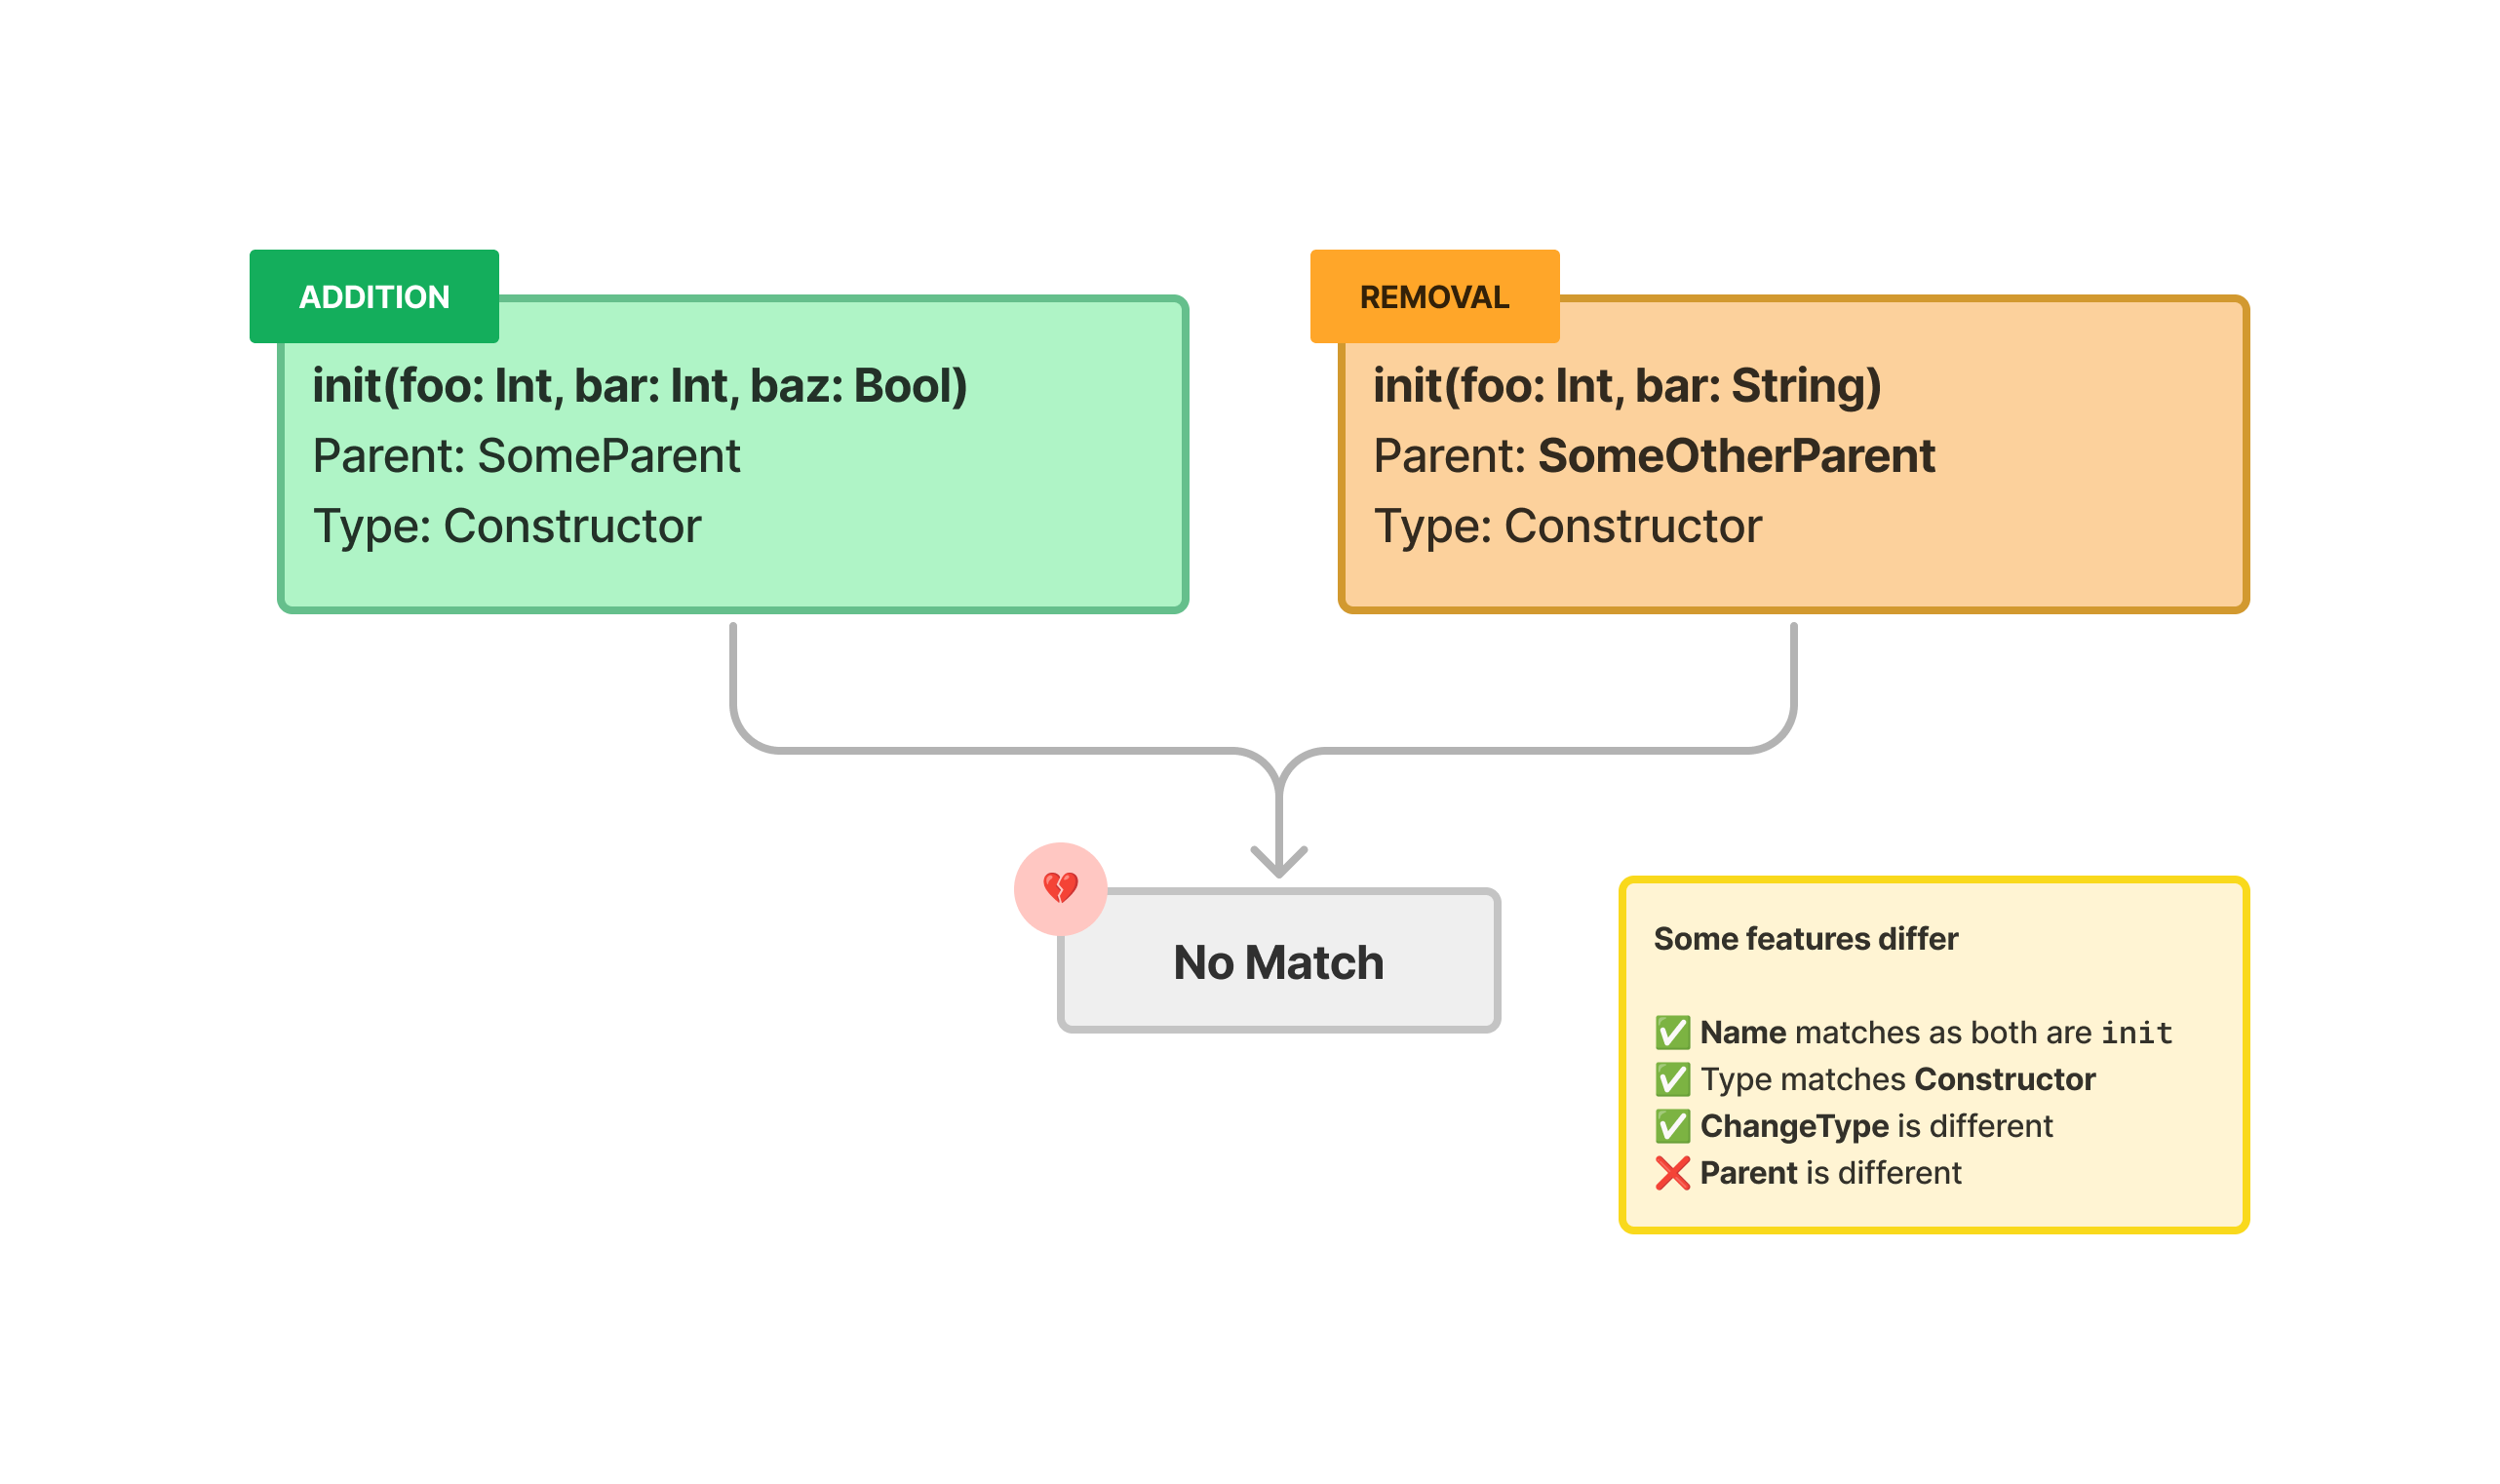 ADDITION
init(foo: Int, bar: Int, baz: Bool)
Parent: SomeParent
Type: Constructor
REMOVAL
init(foo: Int, bar: String)
Parent: SomeOtherParent
Type: Constructor
No Match
Some features differ
✅ Name matches as both are init
✅ Type matches Constructor
✅ ChangeType is different
❌ Parent is different